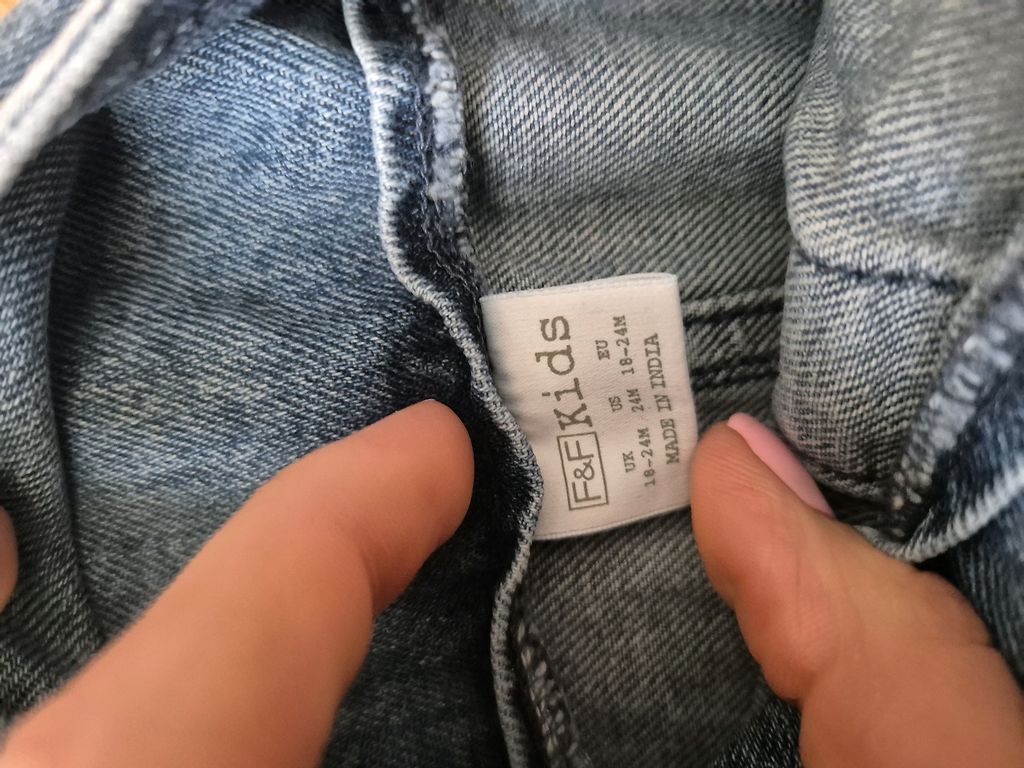 F&F Kids
UK US EU
18-24M 24M 18-24M
MADE IN INDIA